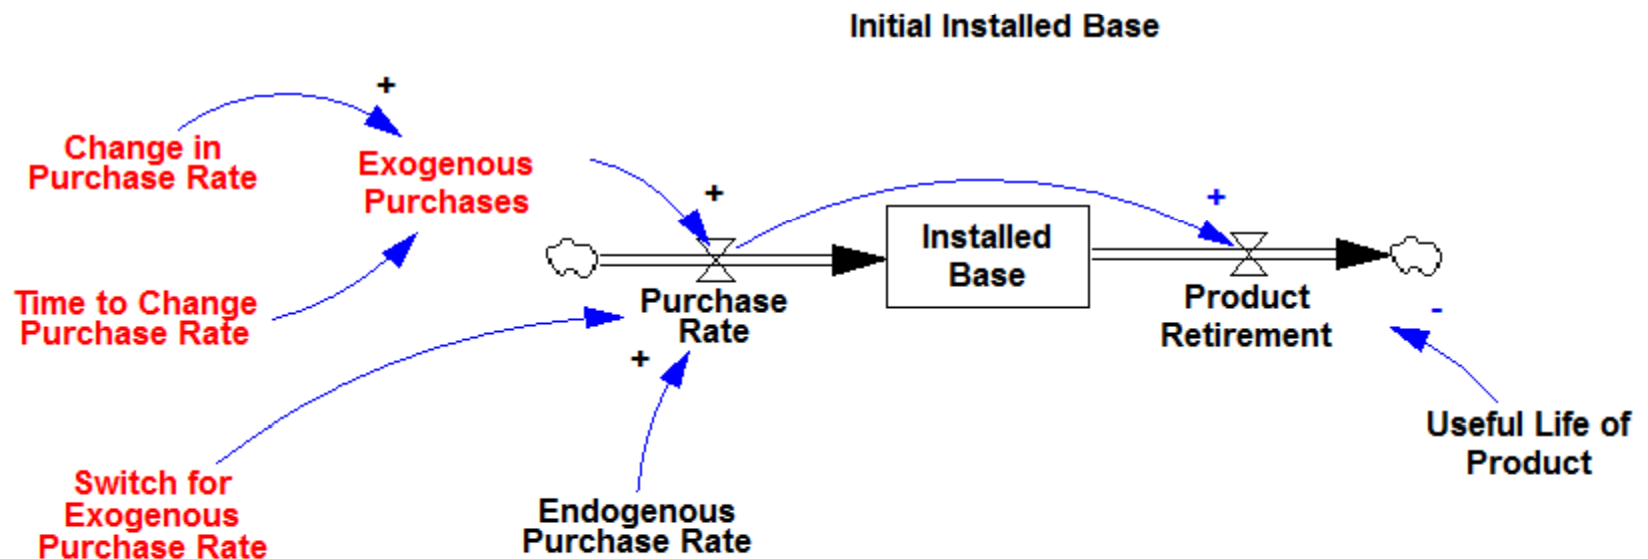 Initial Installed Base
+
Change in
Purchase Rate
Exogenous
Purchases
+
+
Installed
Base
Time to Change
Purchase Rate
Purchase
Rate
Product
Retirement
-
+
Useful Life of
Product
Switch for
Exogenous
Purchase Rate
Endogenous
Purchase Rate